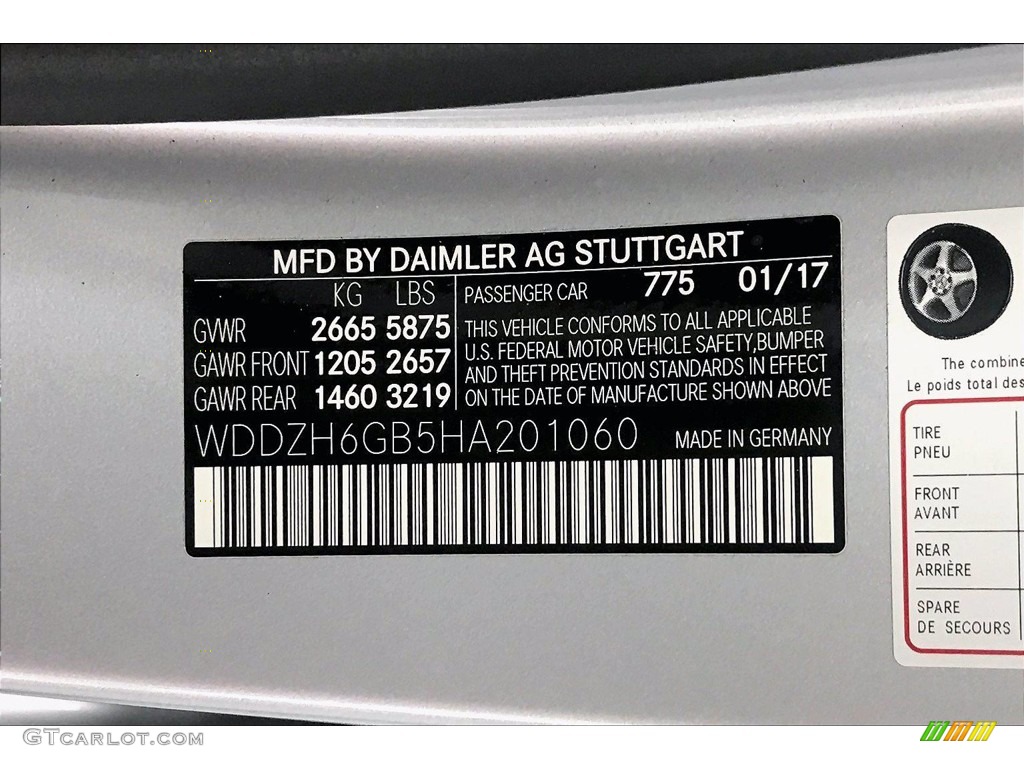 MFD BY DAIMLER AG STUTTGART
KG LBS
GVWR 2665 5875
GAWR FRONT 1205 2657
GAWR REAR 1460 3219
PASSENGER CAR 775 01/17
THIS VEHICLE CONFORMS TO ALL APPLICABLE
U.S. FEDERAL MOTOR VEHICLE SAFETY,BUMPER
AND THEFT PREVENTION STANDARDS IN EFFECT
ON THE DATE OF MANUFACTURE SHOWN ABOVE
WDDZH6GB5HA201060 MADE IN GERMANY
The combine
Le poids total des
TIRE
PNEU
FRONT
AVANT
REAR
ARRIÈRE
SPARE
DE SECOURS
GTCARLOT.COM